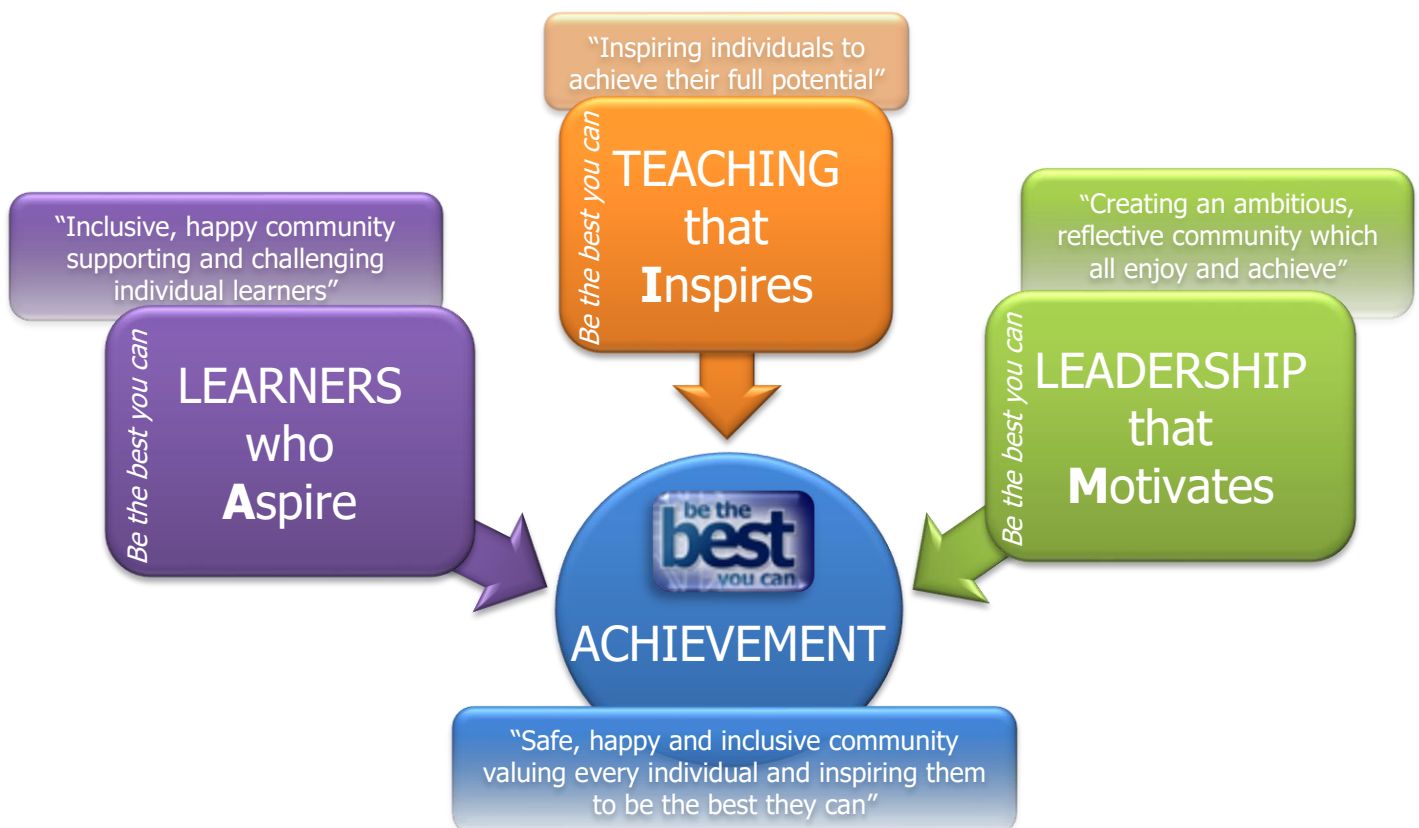 “Inspiring individuals to
achieve their full potential”
Be the best you can
TEACHING
that
Inspires
“Inclusive, happy community
supporting and challenging
individual learners”
Be the best you can
LEARNERS
who
Aspire
“Creating an ambitious,
reflective community which
all enjoy and achieve”
Be the best you can
LEADERSHIP
that
Motivates
be the
best
you can
ACHIEVEMENT
“Safe, happy and inclusive community
valuing every individual and inspiring them
to be the best they can”